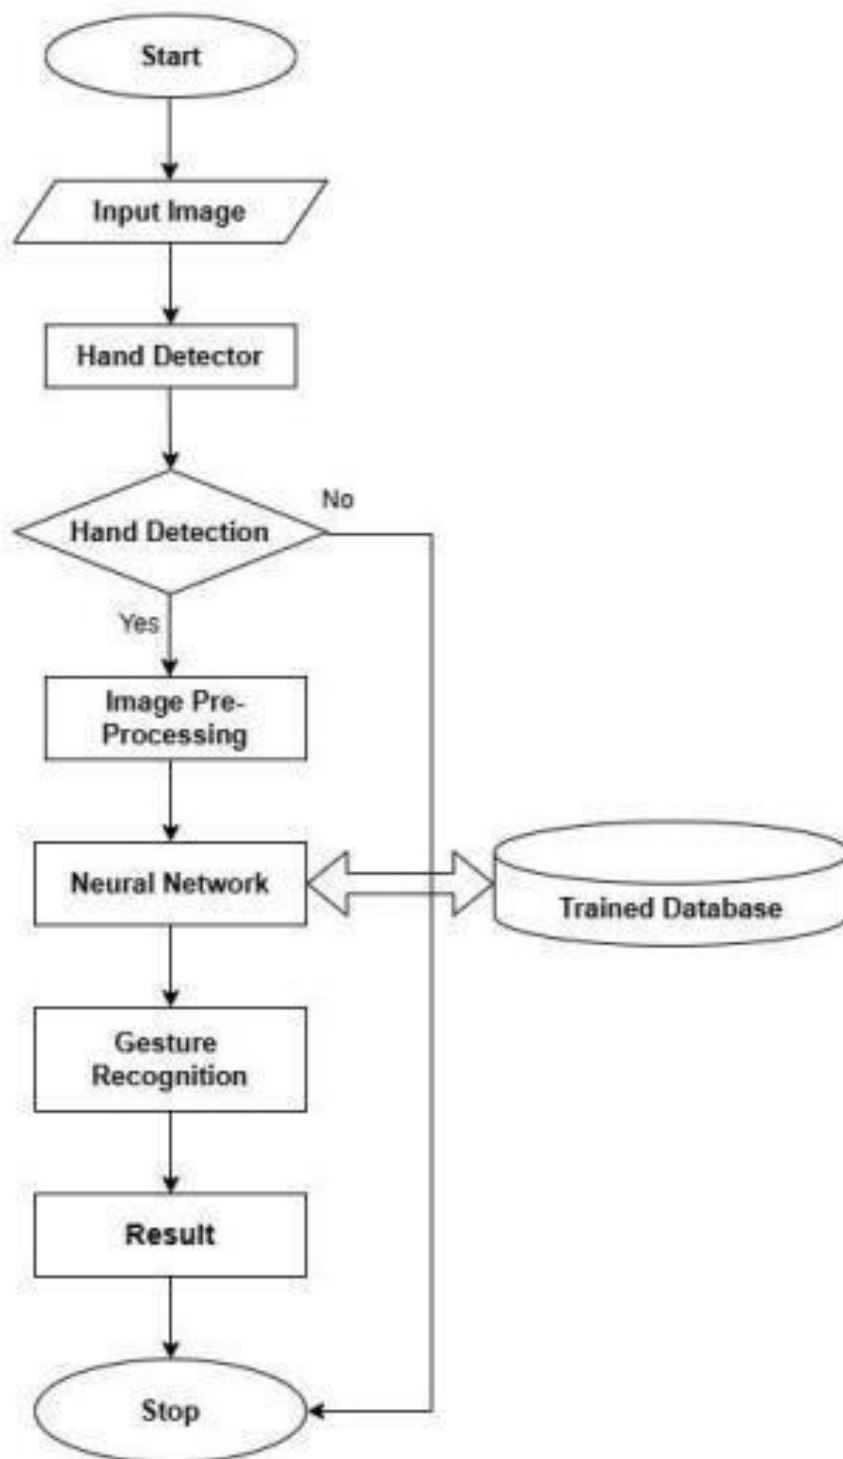 Start
Input Image
Hand Detector
Hand Detection
No
Yes
Image Pre-
Processing
Neural Network
Trained Database
Gesture
Recognition
Result
Stop